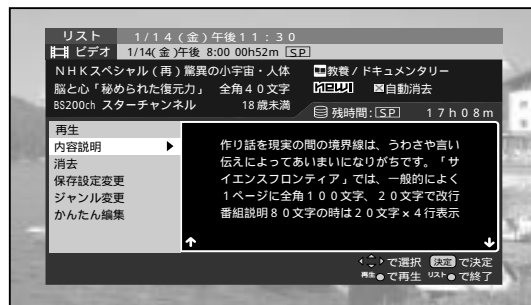 リスト 1/14(金)午後11:30
ビデオ 1/14(金)午後 8:00 00h52m SP
NHKスペシャル(再)驚異の小宇宙・人体 教養/ドキュメンタリー
脳と心「秘められた復元力」 全角40文字 NEW 自動消去
BS200ch スターチャンネル 18歳未満
残時間:SP 17h08m
再生
内容説明
消去
保存設定変更
ジャンル変更
かんたん編集
作り話を現実の間の境界線は、うわさや言い
伝えによってあいまいになりがちです。「サ
イエンスフロンティア」では、一般的によく
1ページに全角100文字、20文字で改行
番組説明80文字の時は20文字×4行表示
で選択 決定 で決定
再生●で再生 リスト●で終了